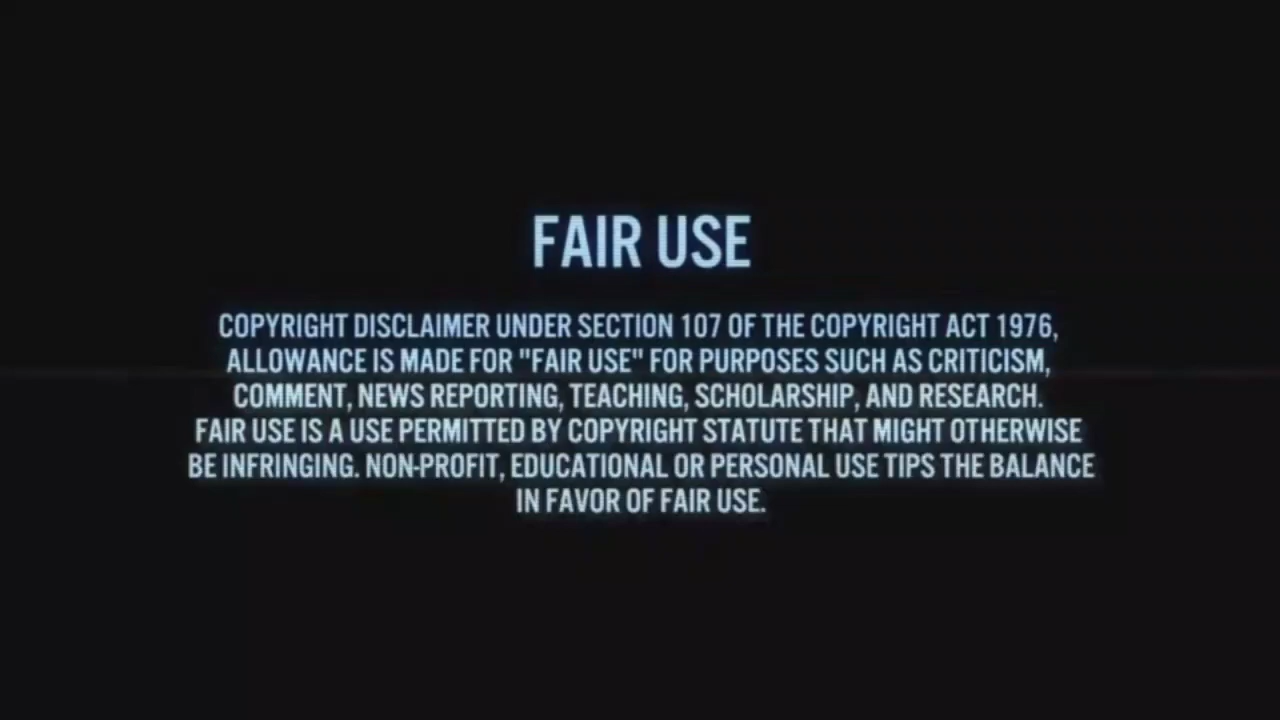 FAIR USE
COPYRIGHT DISCLAIMER UNDER SECTION 107 OF THE COPYRIGHT ACT 1976,
ALLOWANCE IS MADE FOR "FAIR USE" FOR PURPOSES SUCH AS CRITICISM,
COMMENT, NEWS REPORTING, TEACHING, SCHOLARSHIP, AND RESEARCH.
FAIR USE IS A USE PERMITTED BY COPYRIGHT STATUTE THAT MIGHT OTHERWISE
BE INFRINGING. NON-PROFIT, EDUCATIONAL OR PERSONAL USE TIPS THE BALANCE
IN FAVOR OF FAIR USE.